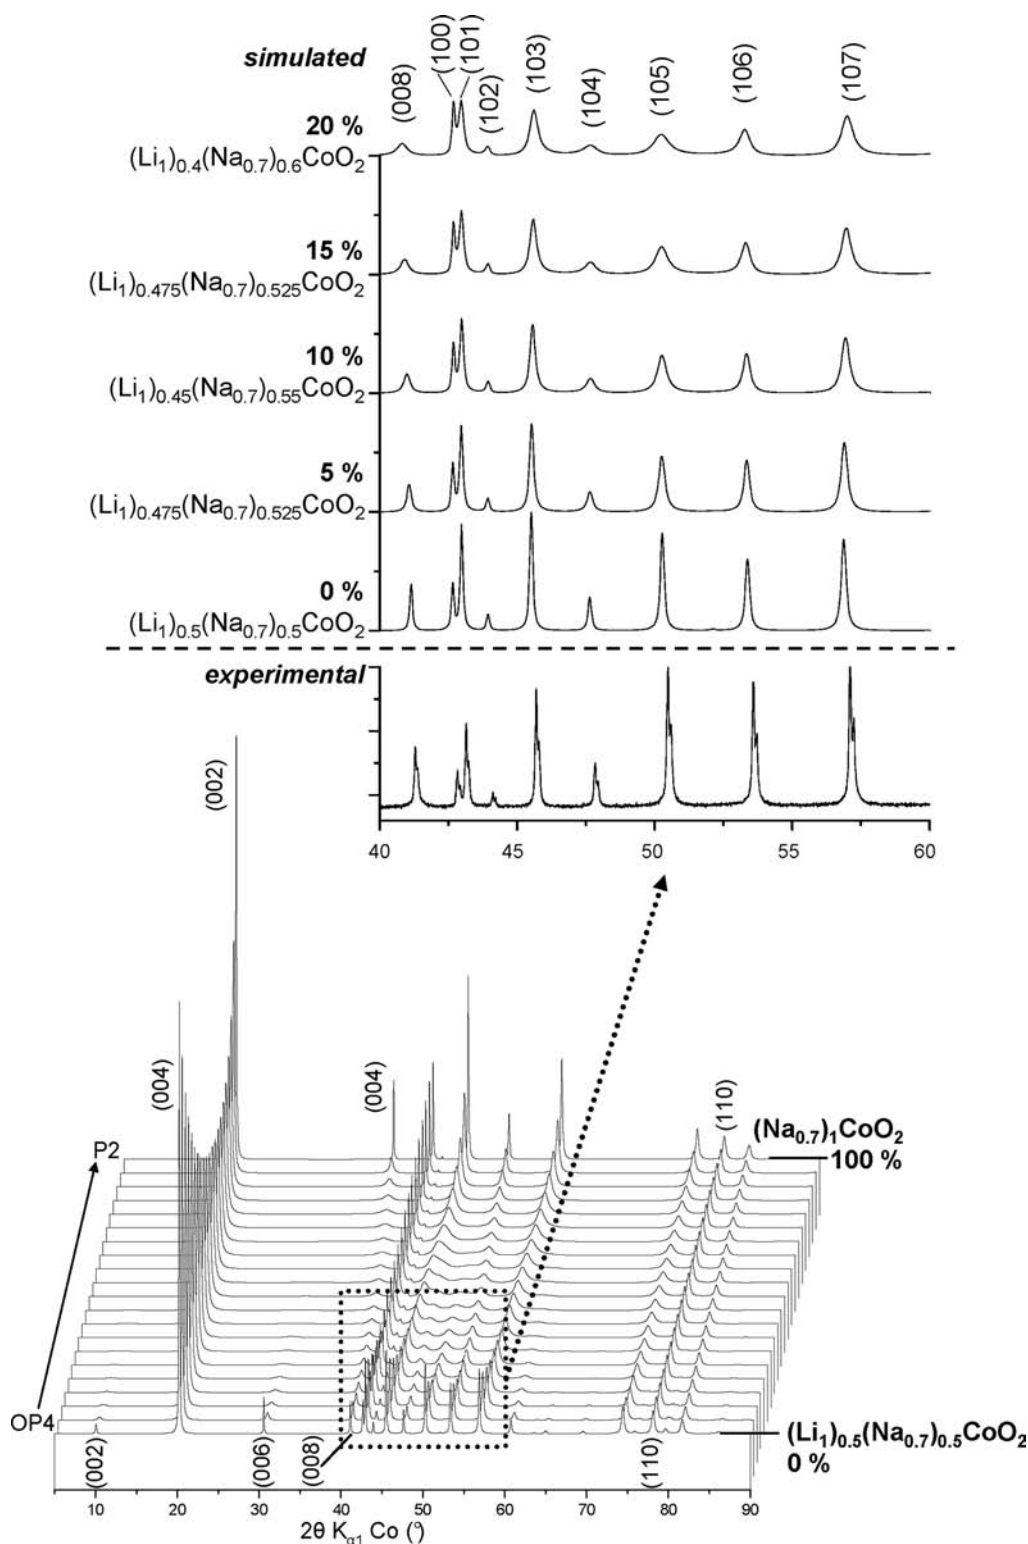 simulated
(008)
(100)
(101)
(102)
(103)
(104)
(105)
(106)
(107)
20 %
(Li₁)₀.₄(Na₀.₇)₀.₆CoO₂
15 %
(Li₁)₀.₄₇₅(Na₀.₇)₀.₅₂₅CoO₂
10 %
(Li₁)₀.₄₅(Na₀.₇)₀.₅₅CoO₂
5 %
(Li₁)₀.₄₇₅(Na₀.₇)₀.₅₂₅CoO₂
0 %
(Li₁)₀.₅(Na₀.₇)₀.₅CoO₂
experimental
40 45 50 55 60
(002)
(004)
(004)
(110)
P2
(Na₀.₇)₁CoO₂
100 %
OP4
(Li₁)₀.₅(Na₀.₇)₀.₅CoO₂
0 %
(002)
(006)
(008)
(110)
10 20 30 40 50 60 70 80 90
2θ Kα1 Co (°)